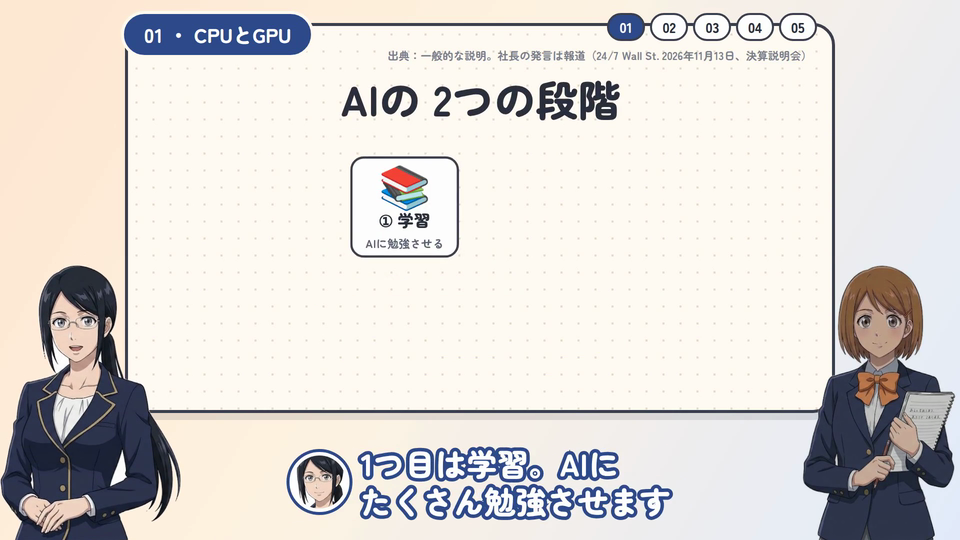 01 ・ CPUとGPU
01 02 03 04 05
出典：一般的な説明。社長の発言は報道（24/7 Wall St. 2026年11月13日、決算説明会）
AIの 2つの段階
① 学習
AIに勉強させる
1つ目は学習。AIに
たくさん勉強させます